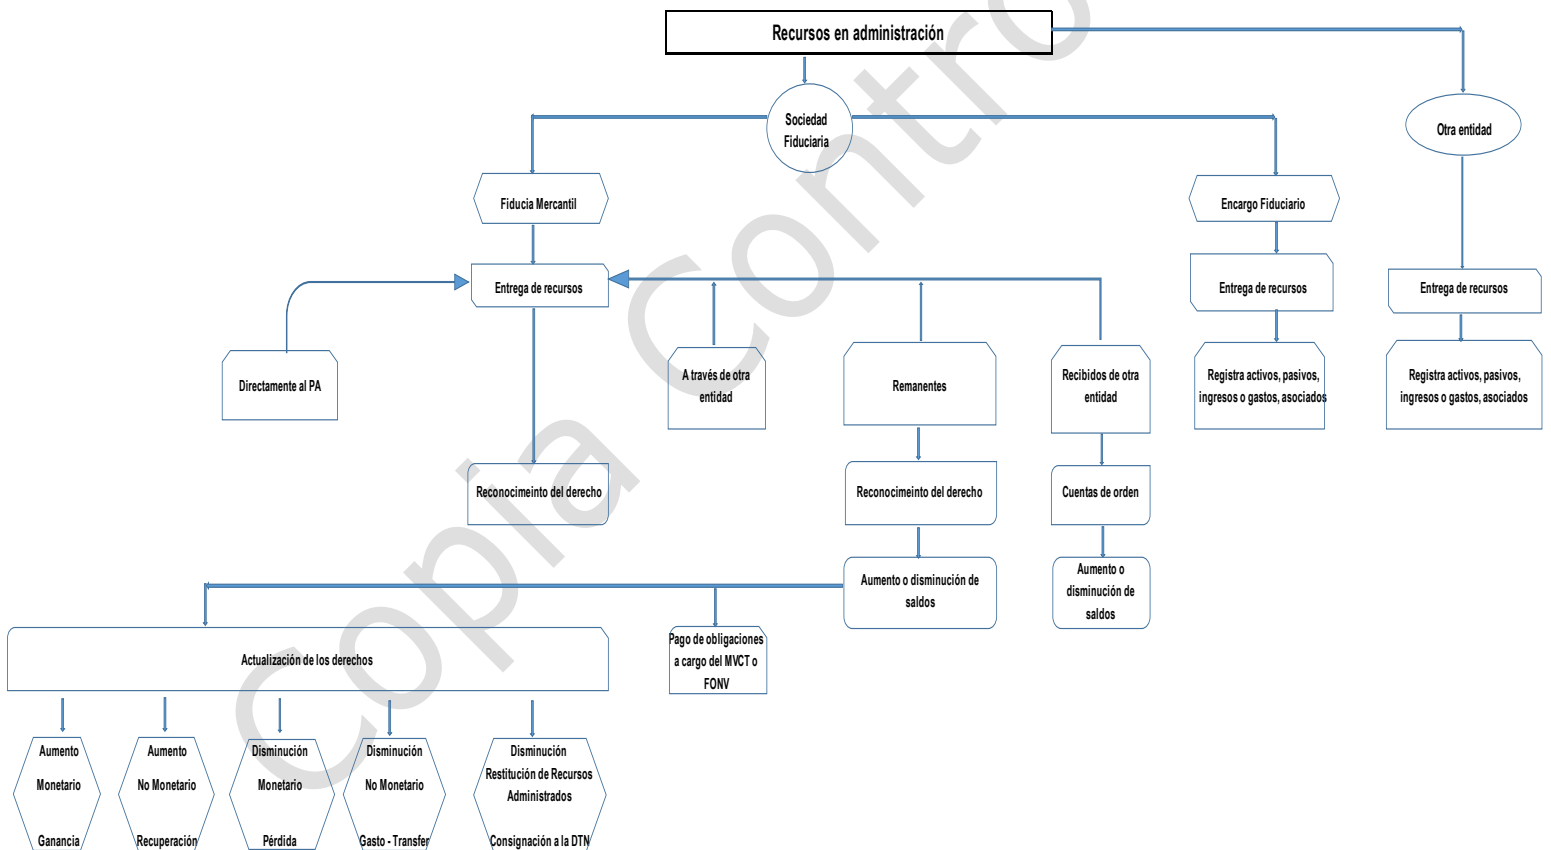 Recursos en administración
Sociedad
Fiduciaria
Otra entidad
Fiducia Mercantil
Encargo Fiduciario
Entrega de recursos
Entrega de recursos
Entrega de recursos
Directamente al PA
A través de otra
entidad
Remanentes
Recibidos de otra
entidad
Registra activos, pasivos,
ingresos o gastos, asociados
Registra activos, pasivos,
ingresos o gastos, asociados
Reconocimeinto del derecho
Reconocimeinto del derecho
Cuentas de orden
Aumento o disminución de
saldos
Aumento o
disminución de
saldos
Actualización de los derechos
Pago de obligaciones
a cargo del MVCT o
FONV
Aumento
Monetario
Ganancia
Aumento
No Monetario
Recuperación
Disminución
Monetario
Pérdida
Disminución
No Monetario
Gasto - Transfer
Disminución
Restitución de Recursos
Administrados
Consignación a la DTN
Copia Contro